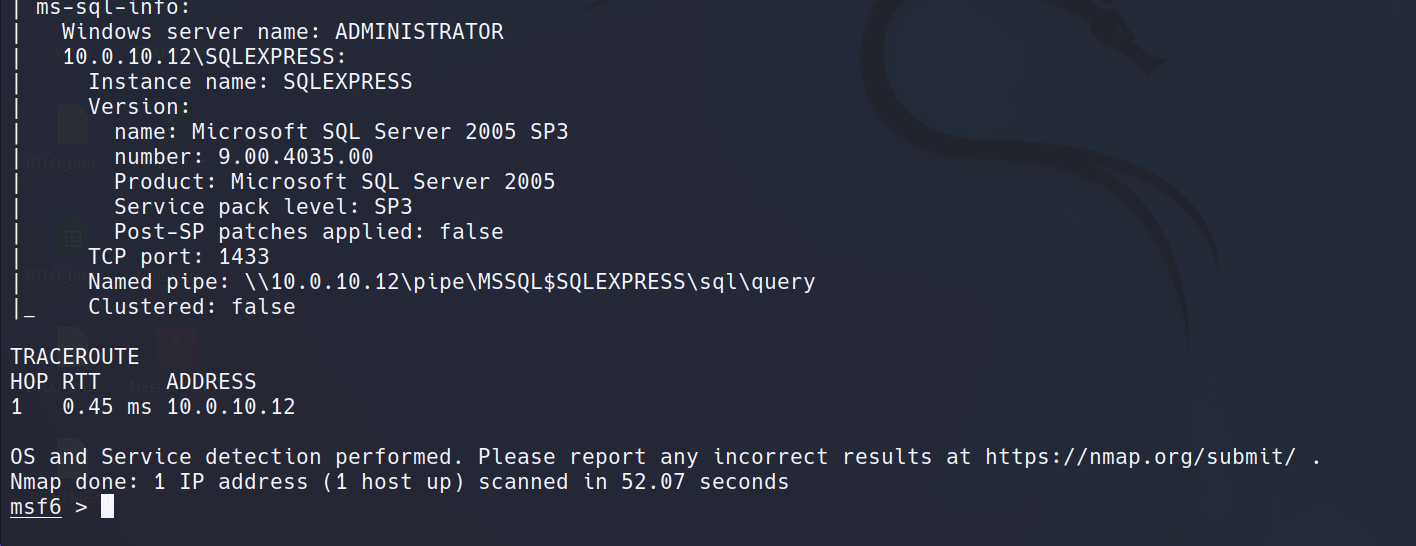 | ms-sql-info:
|   Windows server name: ADMINISTRATOR
|   10.0.10.12\SQLEXPRESS:
|     Instance name: SQLEXPRESS
|     Version:
|       name: Microsoft SQL Server 2005 SP3
|       number: 9.00.4035.00
|       Product: Microsoft SQL Server 2005
|       Service pack level: SP3
|       Post-SP patches applied: false
|     TCP port: 1433
|     Named pipe: \\10.0.10.12\pipe\MSSQL$SQLEXPRESS\sql\query
|_    Clustered: false
TRACEROUTE
HOP RTT     ADDRESS
1   0.45 ms 10.0.10.12
OS and Service detection performed. Please report any incorrect results at https://nmap.org/submit/ .
Nmap done: 1 IP address (1 host up) scanned in 52.07 seconds
msf6 >